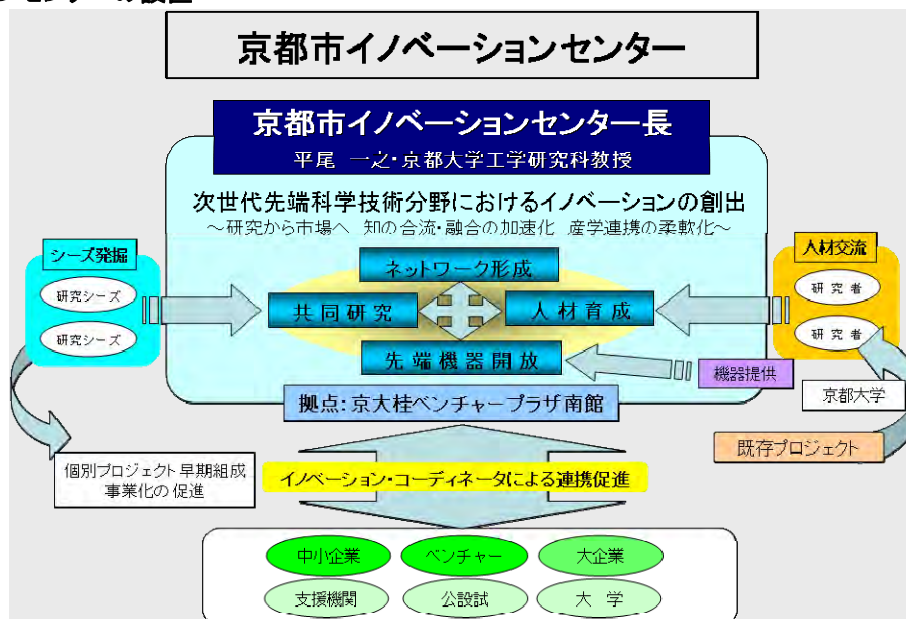 京都市イノベーションセンター
京都市イノベーションセンター長
平尾 一之・京都大学工学研究科教授
次世代先端科学技術分野におけるイノベーションの創出
～研究から市場へ 知の合流・融合の加速化 産学連携の柔軟化～
シーズ発掘
研究シーズ
研究シーズ
ネットワーク形成
共同研究
人材育成
先端機器開放
人材交流
研究者
研究者
機器提供
京都大学
既存プロジェクト
拠点：京大桂ベンチャープラザ南館
個別プロジェクト早期組成
事業化の促進
イノベーション・コーディネータによる連携促進
中小企業
ベンチャー
大企業
支援機関
公設試
大学